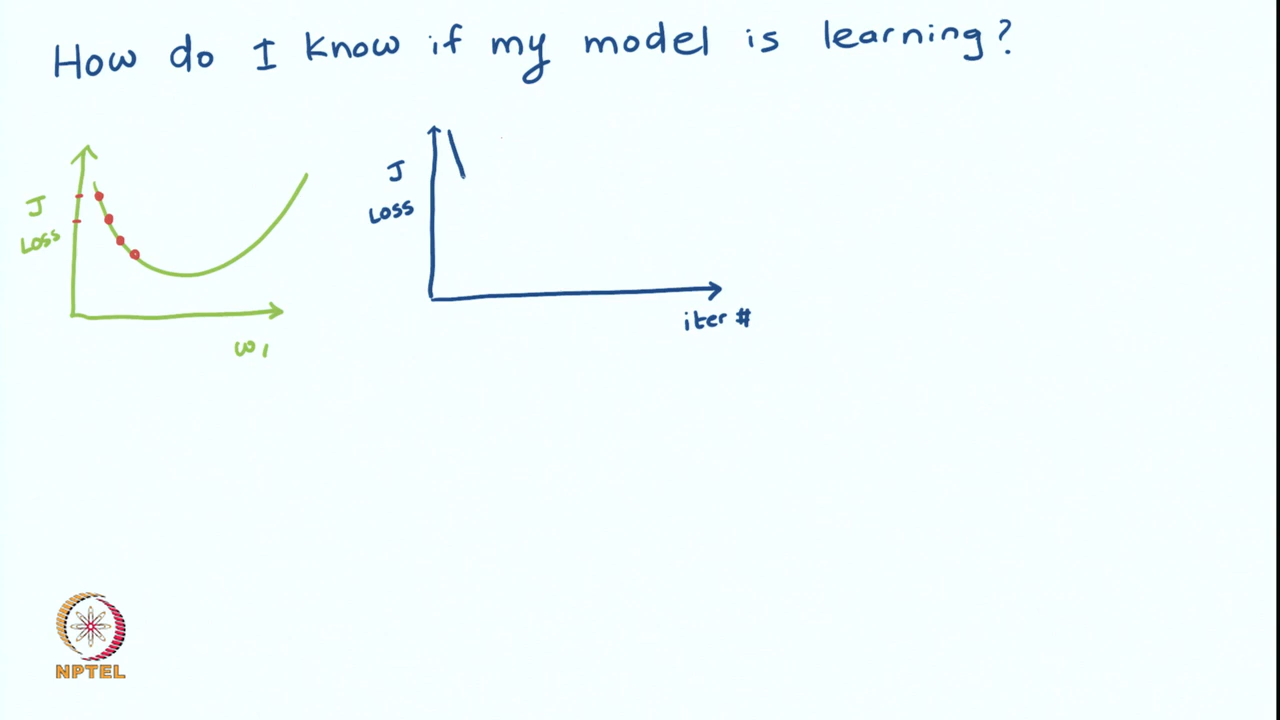 How do I know if my model is learning?
J
Loss
w1
J
Loss
iter #
NPTEL